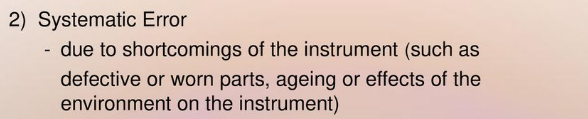 2) Systematic Error
- due to shortcomings of the instrument (such as
defective or worn parts, ageing or effects of the
environment on the instrument)